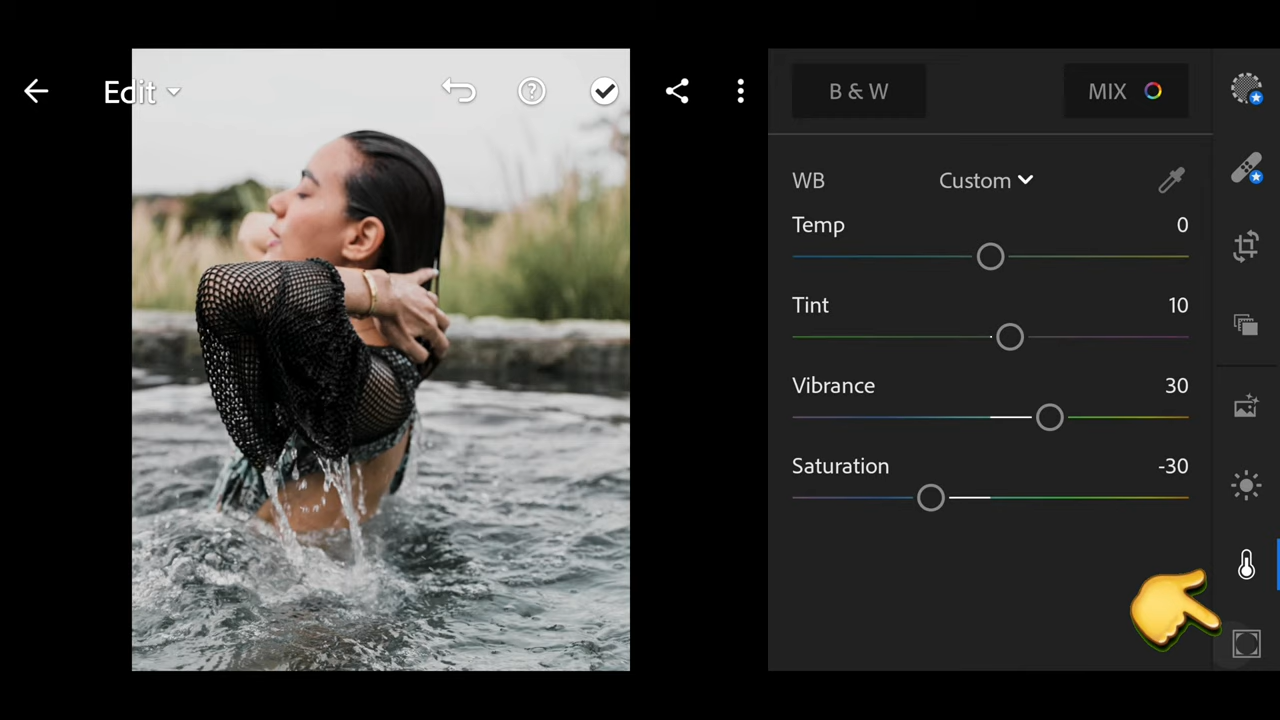 Edit
B & W
MIX
WB
Custom
Temp
0
Tint
10
Vibrance
30
Saturation
-30